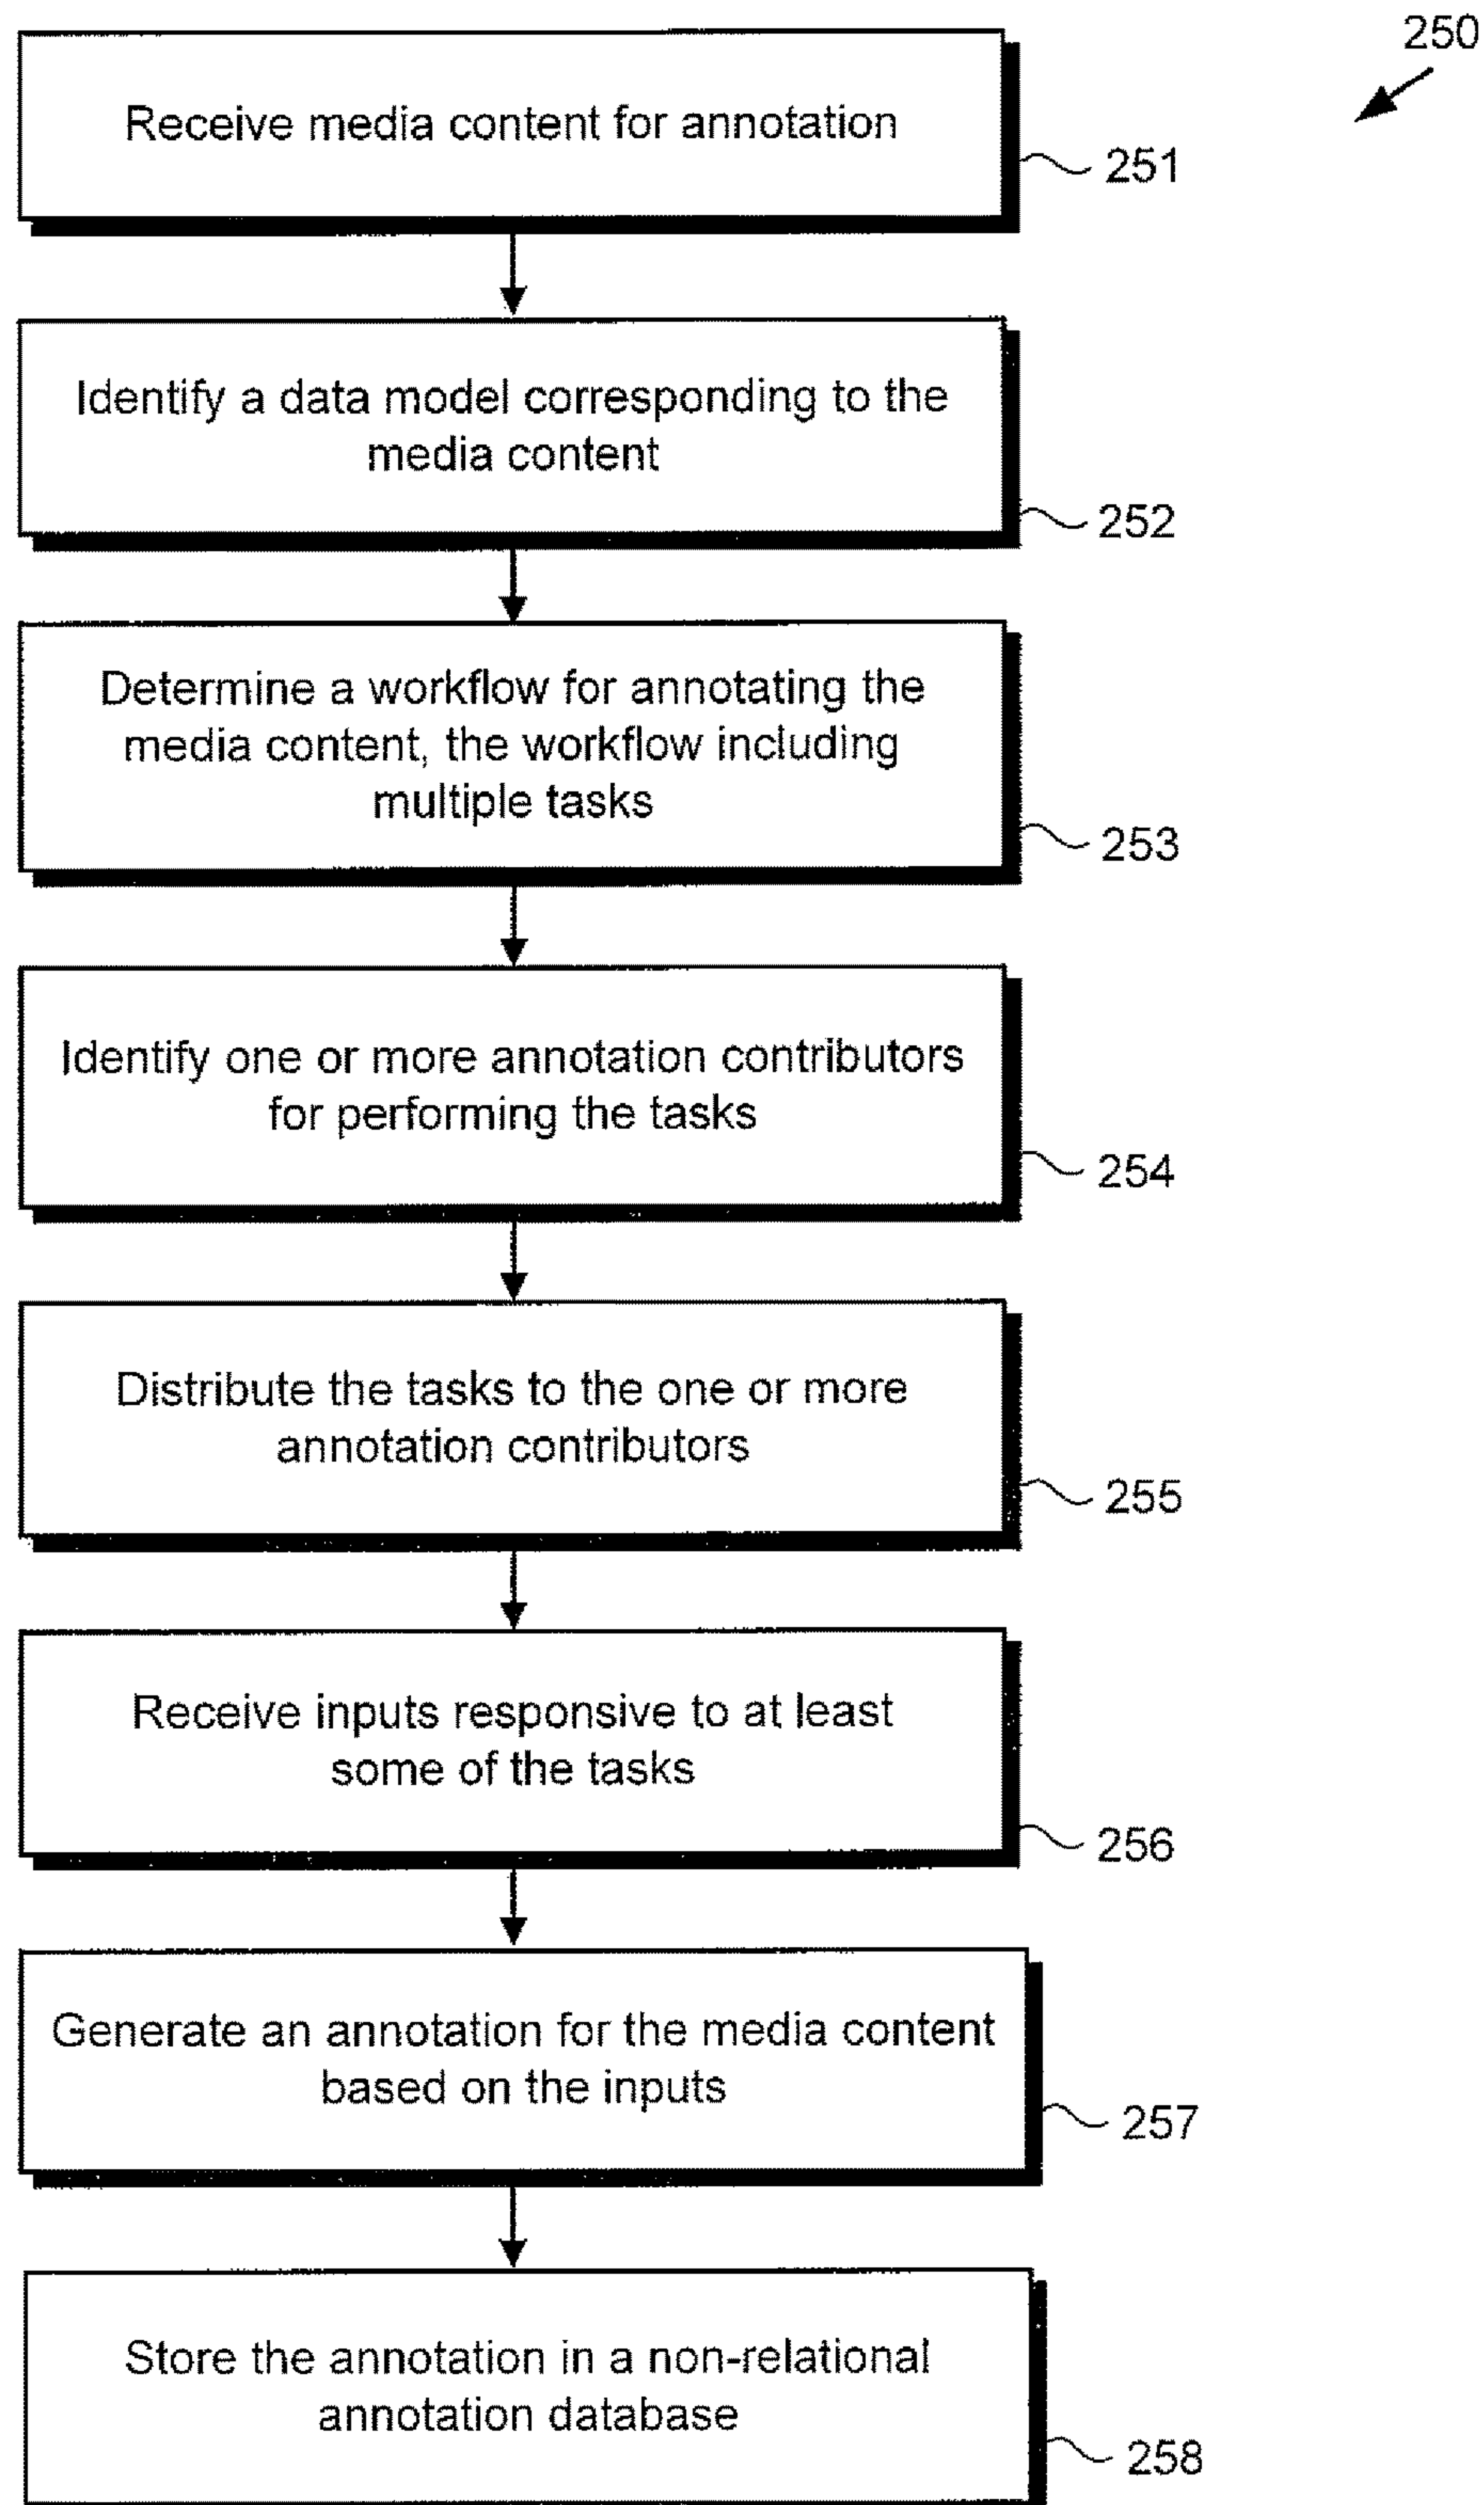 250
Receive media content for annotation
251
Identify a data model corresponding to the
media content
252
Determine a workflow for annotating the
media content, the workflow including
multiple tasks
253
Identify one or more annotation contributors
for performing the tasks
254
Distribute the tasks to the one or more
annotation contributors
255
Receive inputs responsive to at least
some of the tasks
256
Generate an annotation for the media content
based on the inputs
257
Store the annotation in a non-relational
annotation database
258